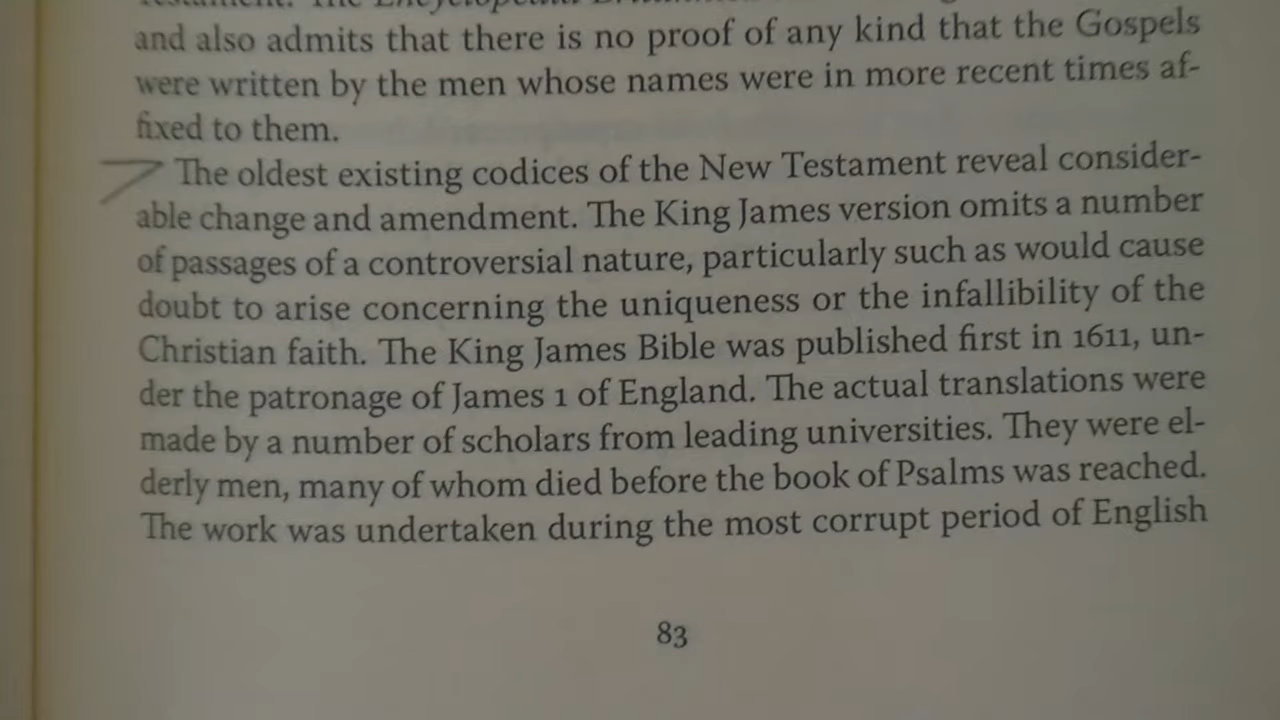 Testament. The Encyclopedia
and also admits that there is no proof of any kind that the Gospels
were written by the men whose names were in more recent times af-
fixed to them.
The oldest existing codices of the New Testament reveal consider-
able change and amendment. The King James version omits a number
of passages of a controversial nature, particularly such as would cause
doubt to arise concerning the uniqueness or the infallibility of the
Christian faith. The King James Bible was published first in 1611, un-
der the patronage of James 1 of England. The actual translations were
made by a number of scholars from leading universities. They were el-
derly men, many of whom died before the book of Psalms was reached.
The work was undertaken during the most corrupt period of English
83